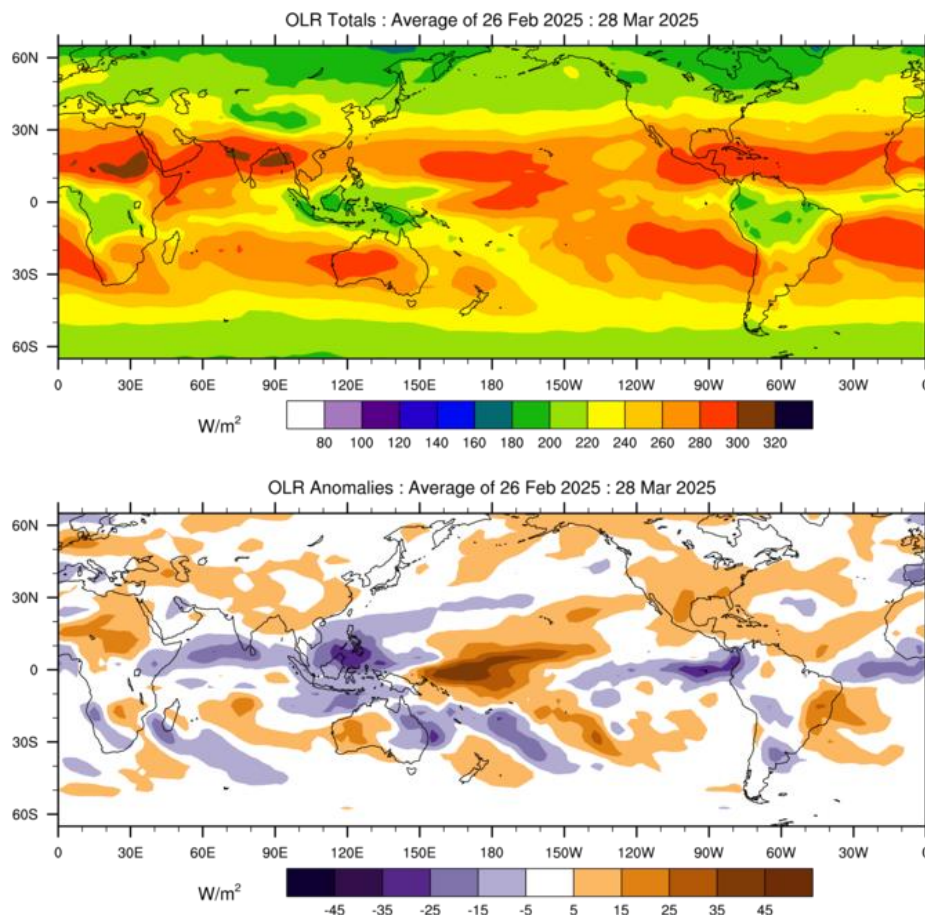 OLR Totals : Average of 26 Feb 2025 : 28 Mar 2025
60N
30N
0
30S
60S
0 30E 60E 90E 120E 150E 180 150W 120W 90W 60W 30W 0
W/m²
80 100 120 140 160 180 200 220 240 260 280 300 320
OLR Anomalies : Average of 26 Feb 2025 : 28 Mar 2025
60N
30N
0
30S
60S
0 30E 60E 90E 120E 150E 180 150W 120W 90W 60W 30W 0
W/m²
-45 -35 -25 -15 -5 5 15 25 35 45